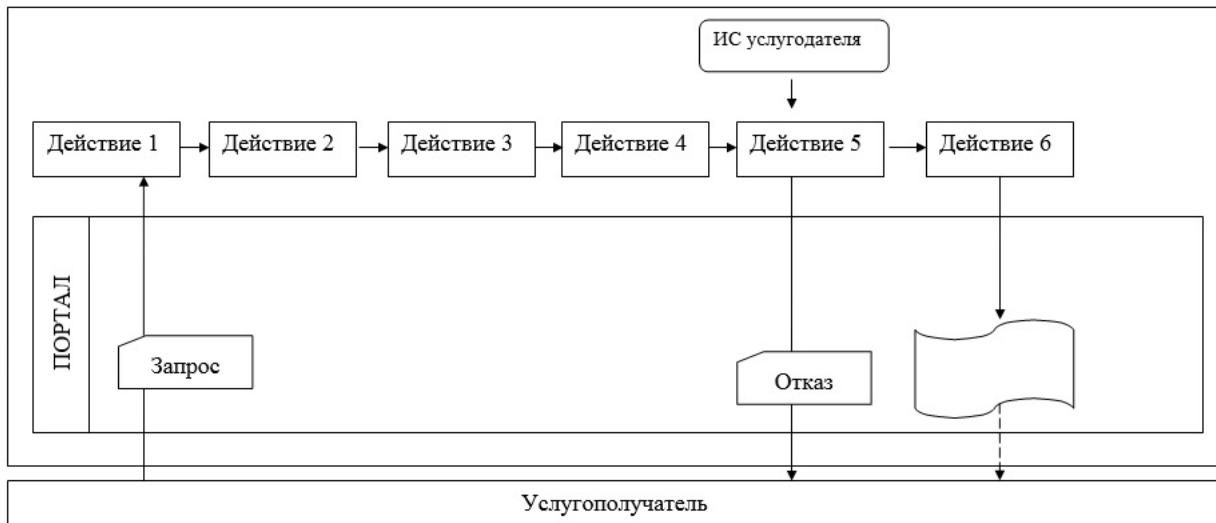 ИС услугодателя
Действие 1
Действие 2
Действие 3
Действие 4
Действие 5
Действие 6
ПОРТАЛ
Запрос
Отказ
Услугополучатель